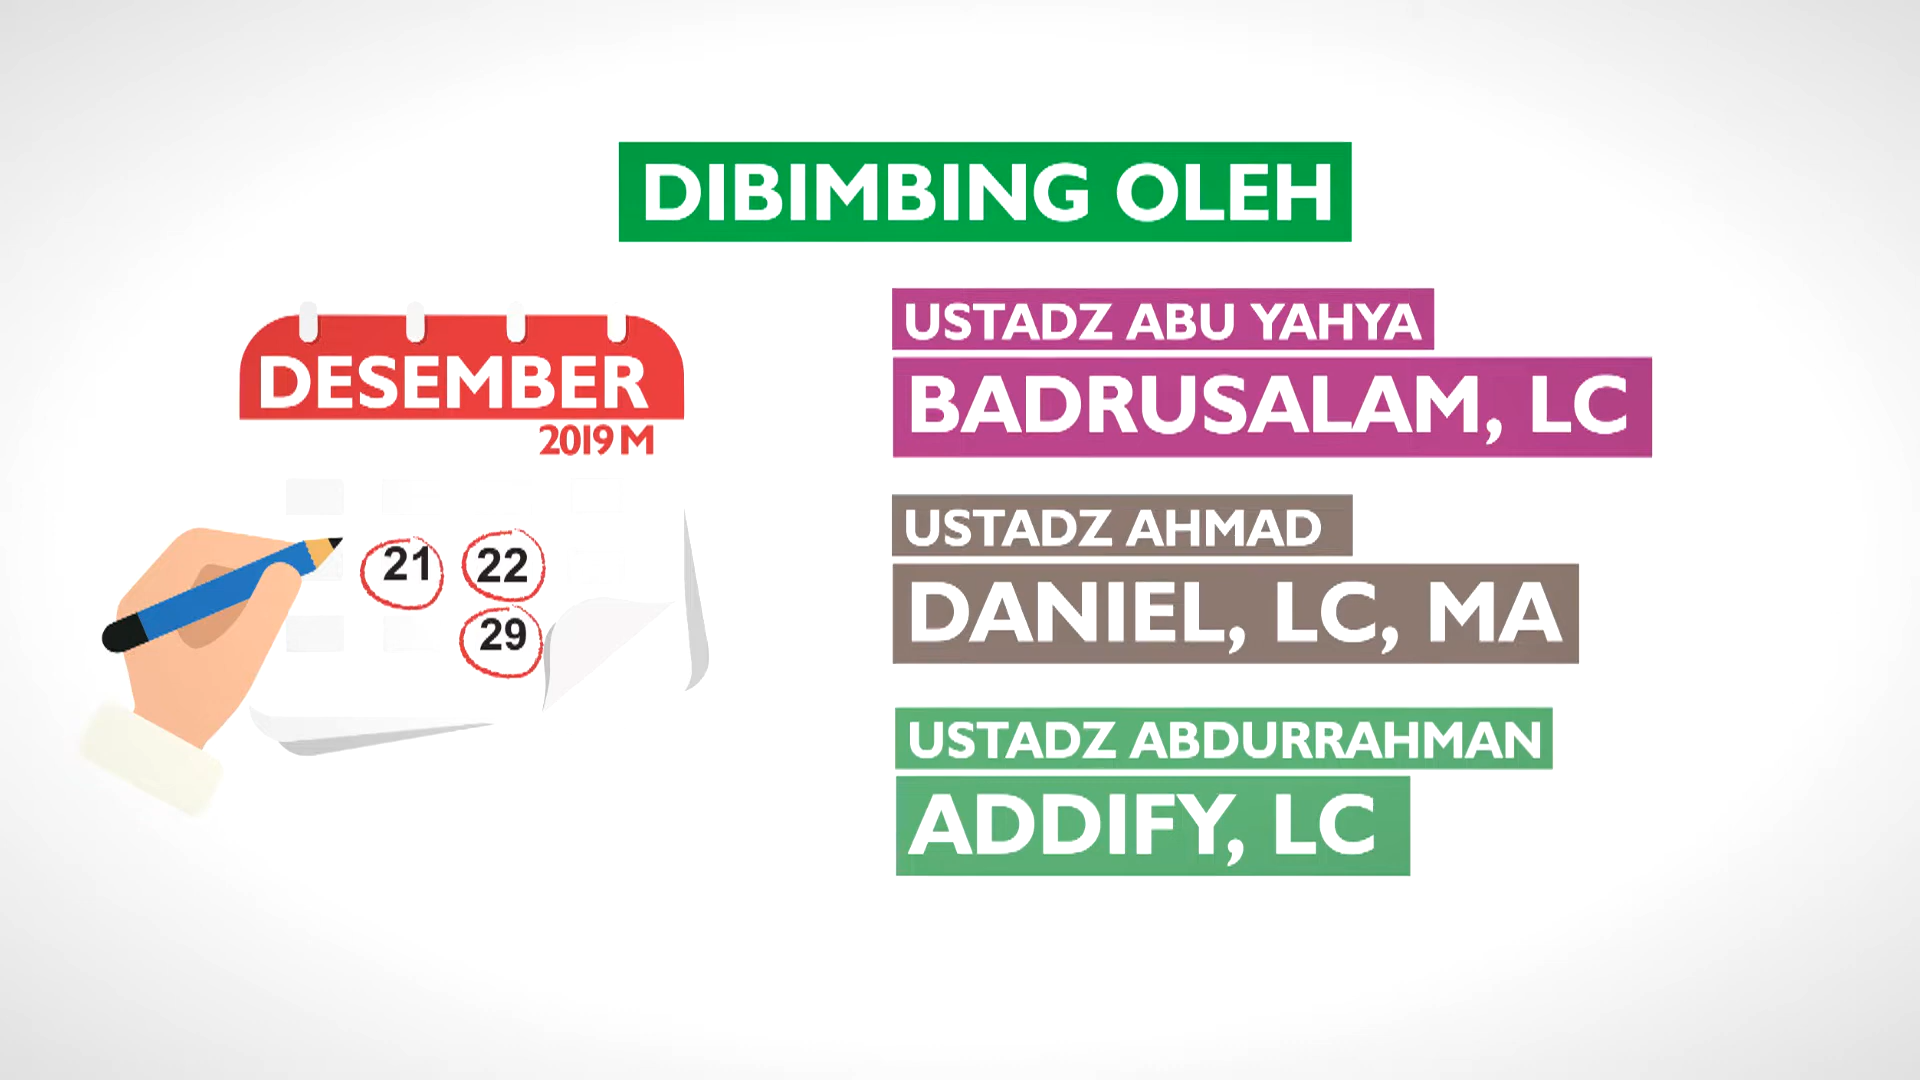 DIBIMBING OLEH
DESEMBER
2019 M
21 22
29
USTADZ ABU YAHYA
BADRUSALAM, LC
USTADZ AHMAD
DANIEL, LC, MA
USTADZ ABDURRAHMAN
ADDIFY, LC